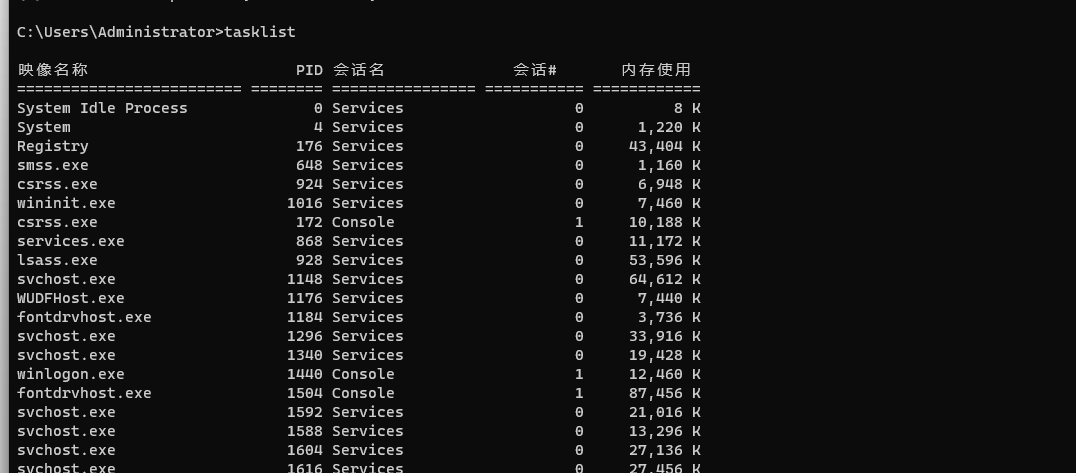 C:\Users\Administrator>tasklist
映像名称                       PID 会话名              会话#       内存使用
========================= ======== ================ =========== ============
System Idle Process              0 Services                   0          8 K
System                           4 Services                   0      1,220 K
Registry                       176 Services                   0     43,404 K
smss.exe                       648 Services                   0      1,160 K
csrss.exe                      924 Services                   0      6,948 K
wininit.exe                   1016 Services                   0      7,460 K
csrss.exe                      172 Console                    1     10,188 K
services.exe                   868 Services                   0     11,172 K
lsass.exe                      928 Services                   0     53,596 K
svchost.exe                   1148 Services                   0     64,612 K
WUDFHost.exe                  1176 Services                   0      7,440 K
fontdrvhost.exe               1184 Services                   0      3,736 K
svchost.exe                   1296 Services                   0     33,916 K
svchost.exe                   1340 Services                   0     19,428 K
winlogon.exe                  1440 Console                    1     12,460 K
fontdrvhost.exe               1504 Console                    1     87,456 K
svchost.exe                   1592 Services                   0     21,016 K
svchost.exe                   1588 Services                   0     13,296 K
svchost.exe                   1604 Services                   0     27,136 K
svchost.exe                   1616 Services                   0     27,456 K